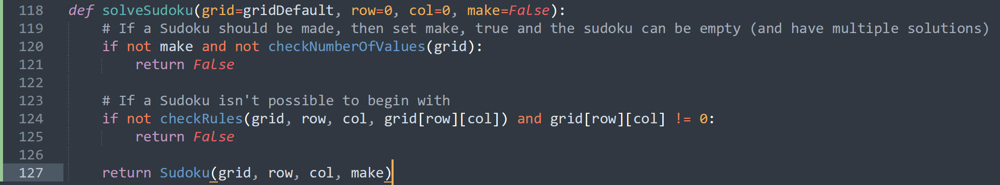 118 def solveSudoku(grid=gridDefault, row=0, col=0, make=False):
119 # If a Sudoku should be made, then set make, true and the sudoku can be empty (and have multiple solutions)
120 if not make and not checkNumberOfValues(grid):
121 return False
122
123 # If a Sudoku isn't possible to begin with
124 if not checkRules(grid, row, col, grid[row][col]) and grid[row][col] != 0:
125 return False
126
127 return Sudoku(grid, row, col, make)